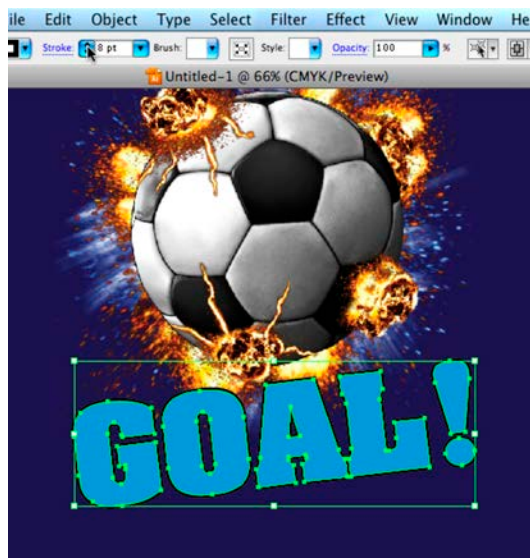 ile Edit Object Type Select Filter Effect View Window He
Stroke: 8 pt Brush: Style: Opacity: 100 %
Untitled-1 @ 66% (CMYK/Preview)
GOAL!